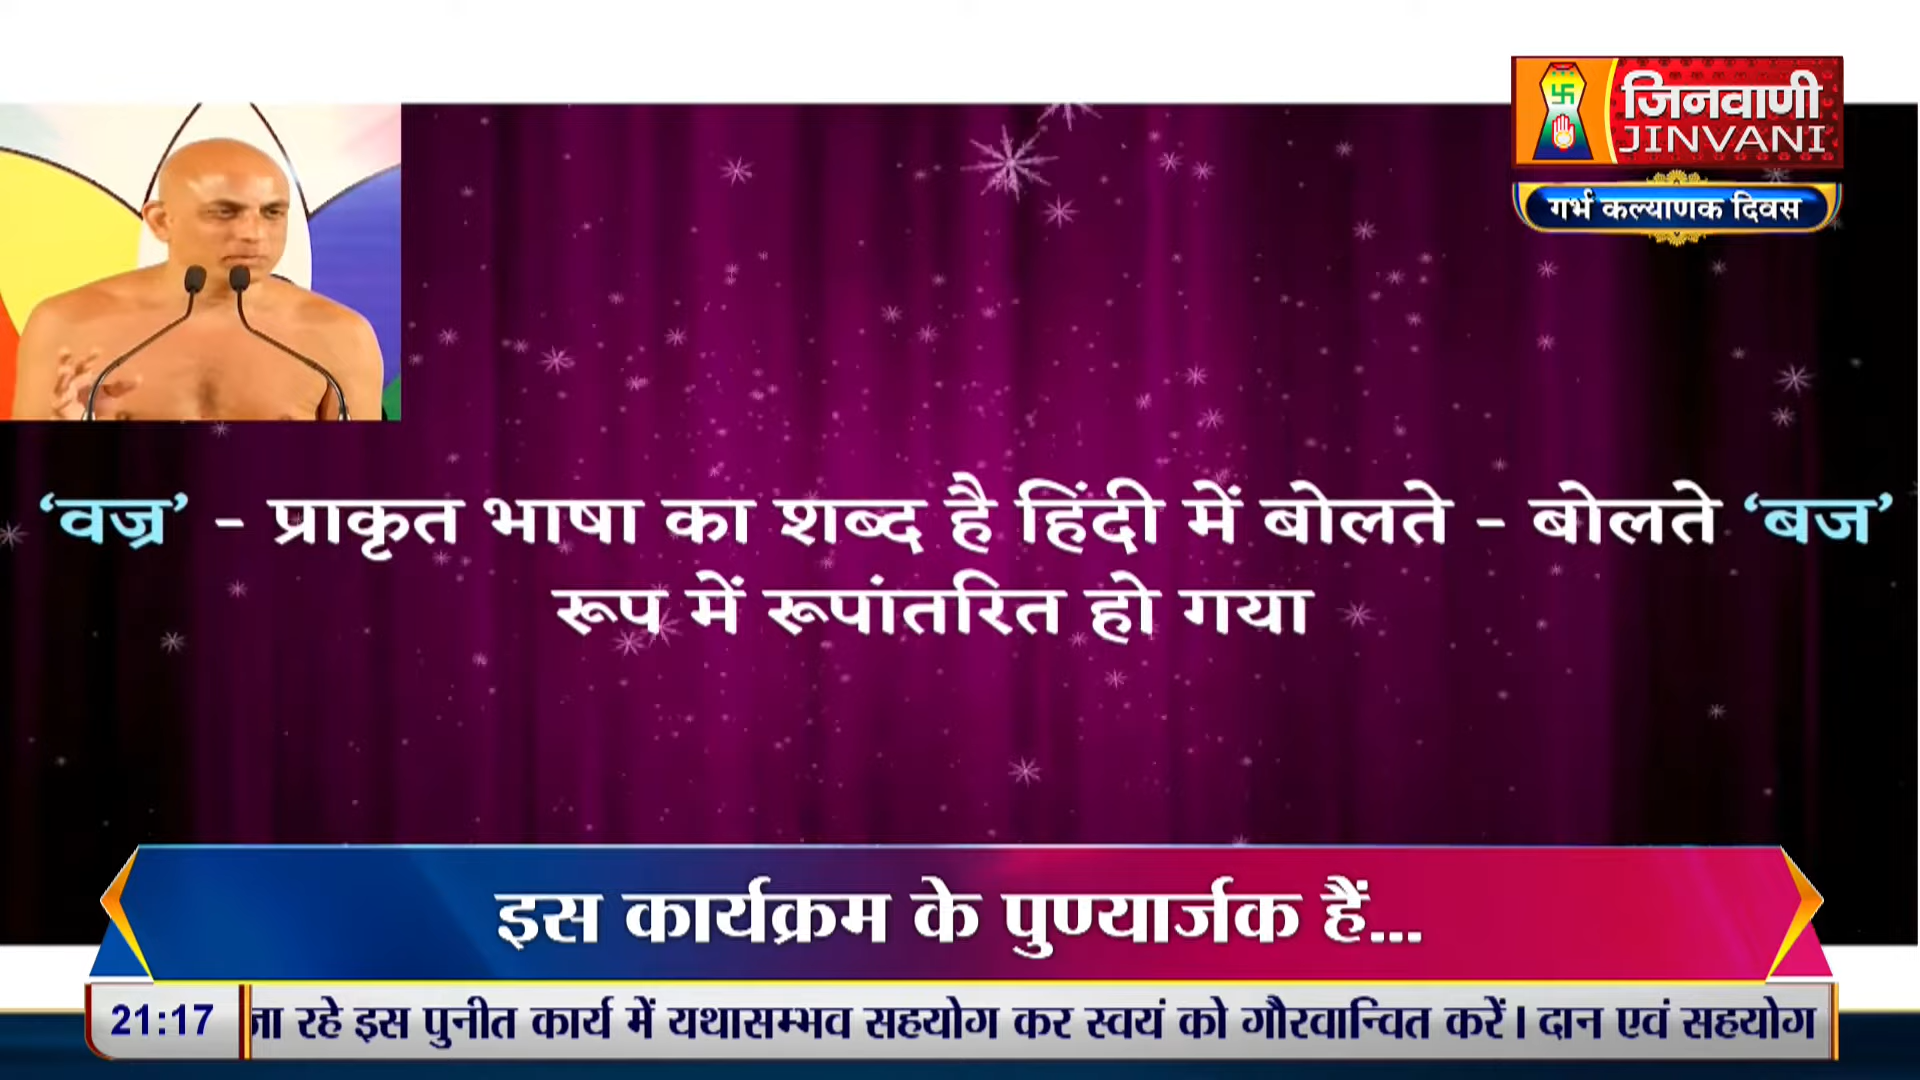 जिनवाणी
JINVANI
गर्भ कल्याणक दिवस
‘वज्र’ - प्राकृत भाषा का शब्द है हिंदी में बोलते - बोलते ‘बज’
रूप में रूपांतरित हो गया
इस कार्यक्रम के पुण्यार्जक हैं...
21:17
जा रहे इस पुनीत कार्य में यथासम्भव सहयोग कर स्वयं को गौरवान्वित करें। दान एवं सहयोग